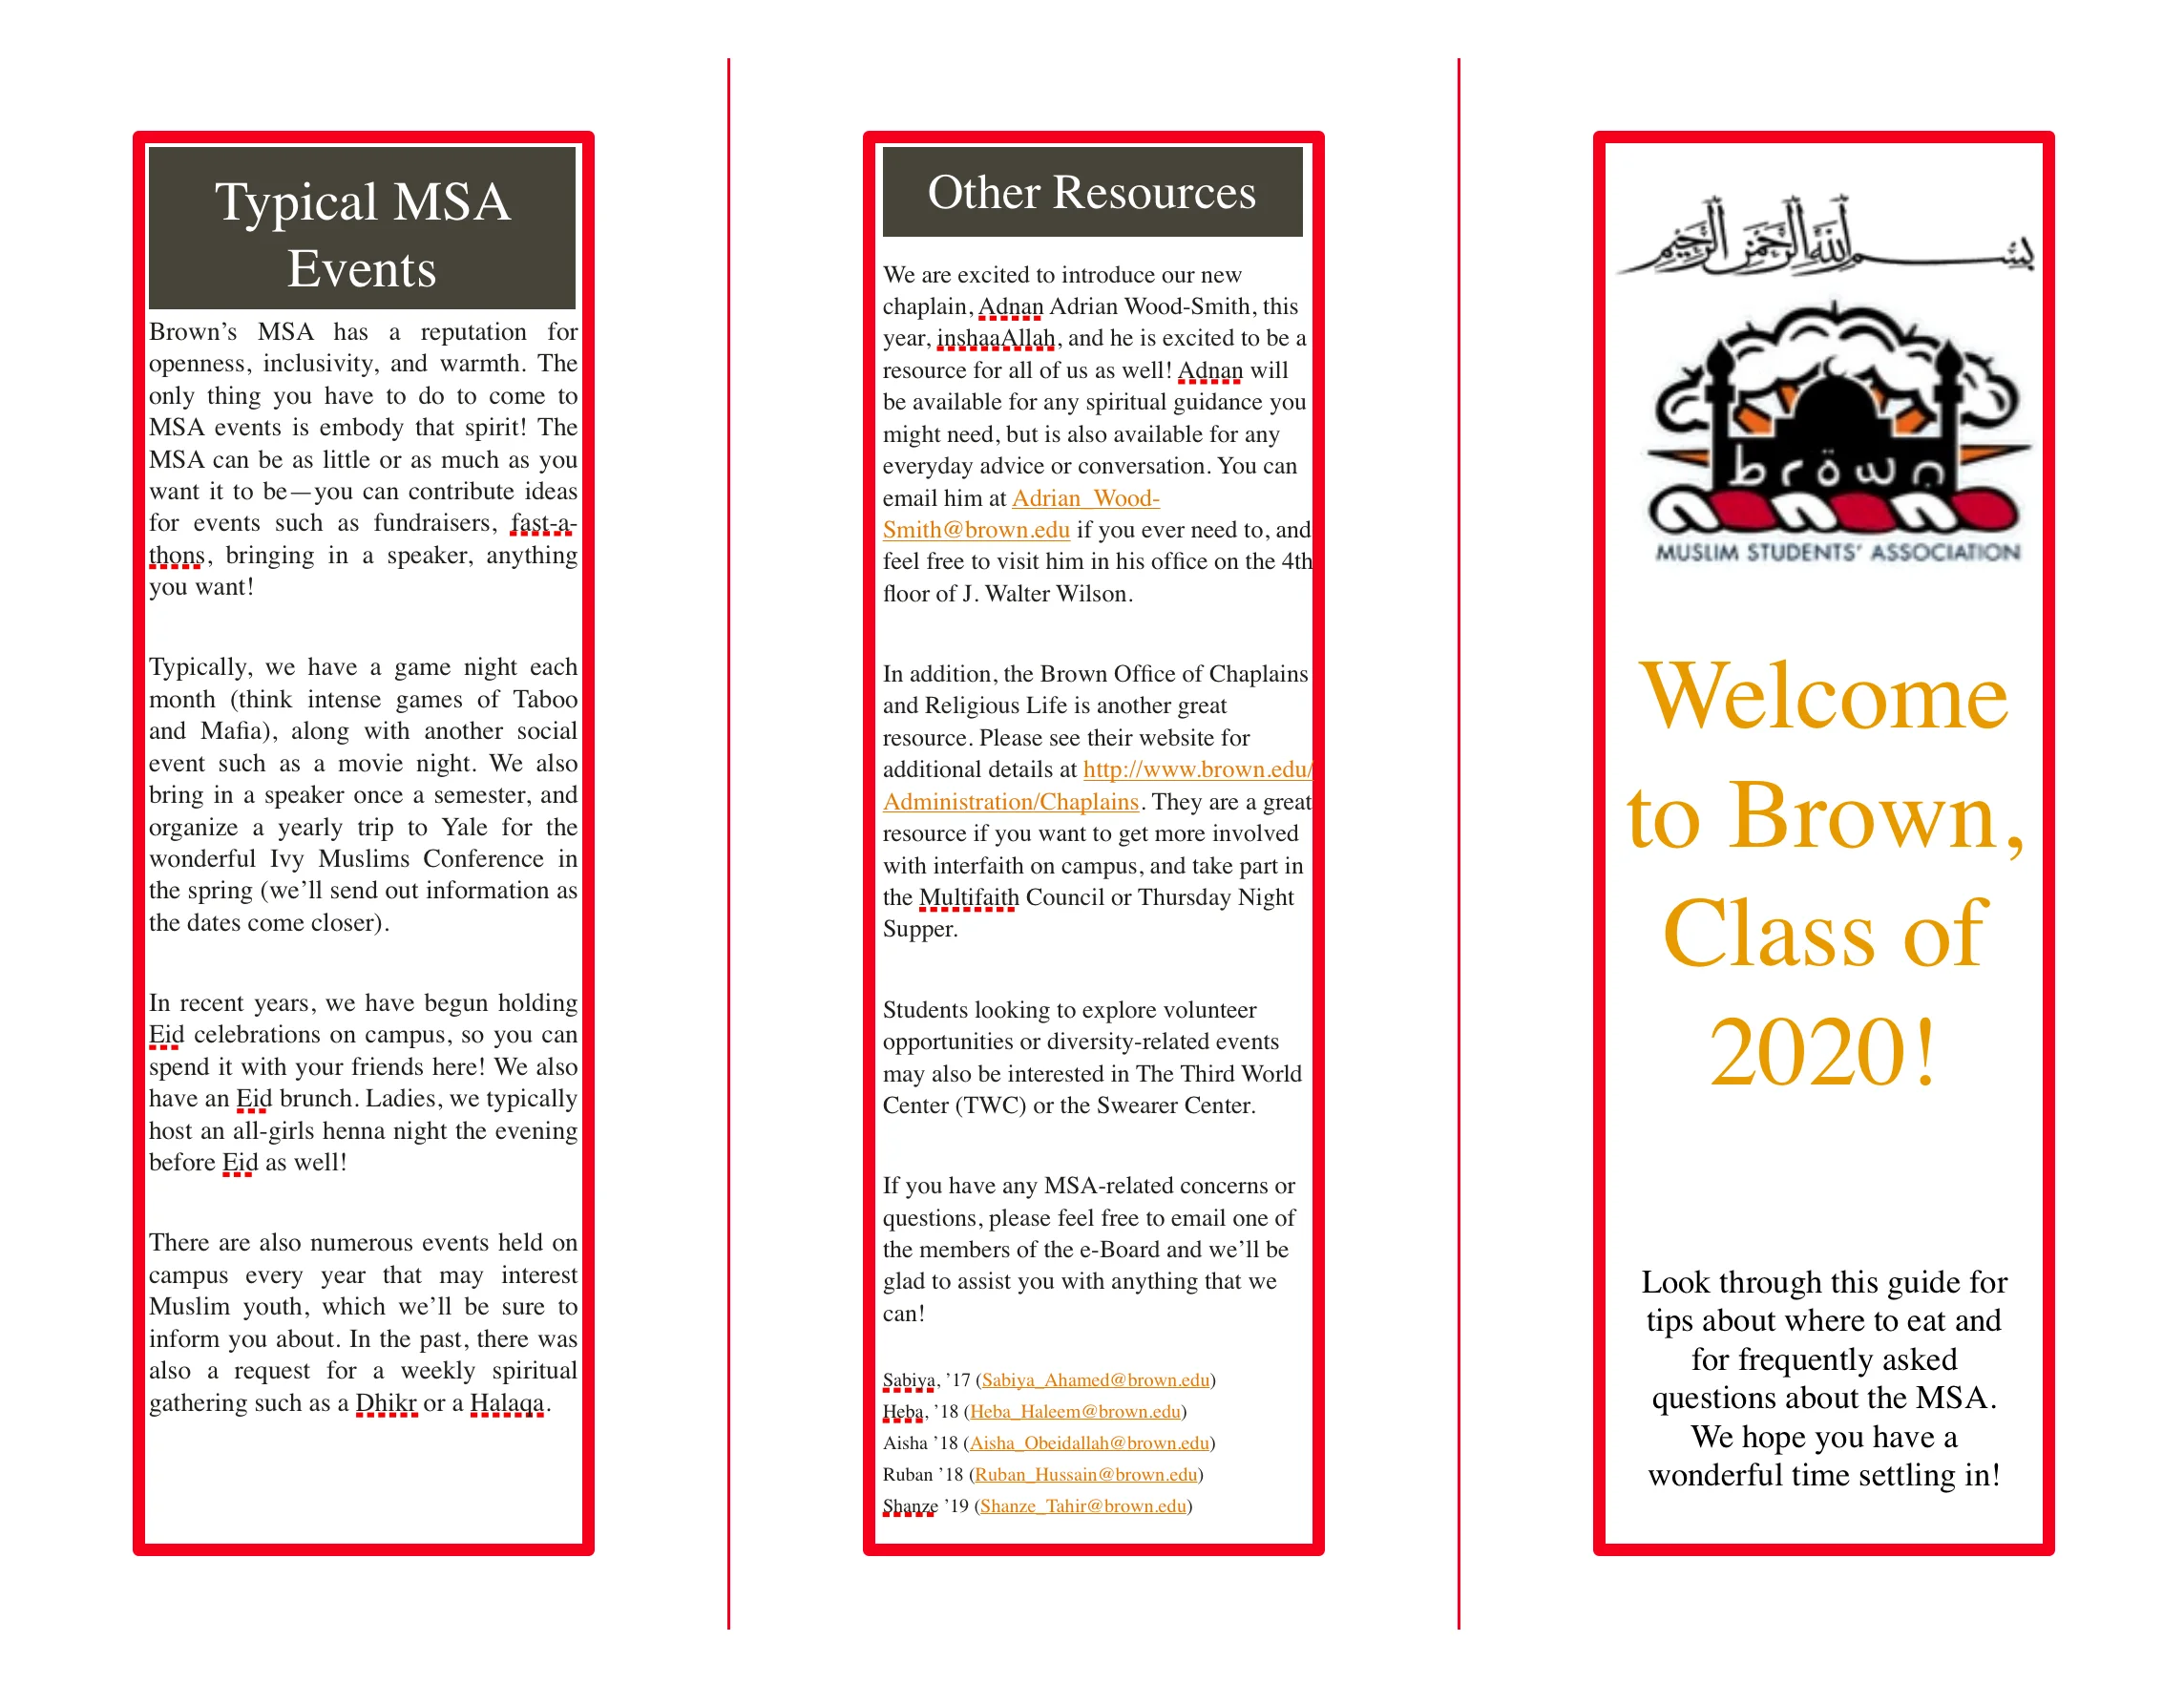 Typical MSA
Events
Brown’s MSA has a reputation for
openness, inclusivity, and warmth. The
only thing you have to do to come to
MSA events is embody that spirit! The
MSA can be as little or as much as you
want it to be—you can contribute ideas
for events such as fundraisers, fast-a-
thons, bringing in a speaker, anything
you want!
Typically, we have a game night each
month (think intense games of Taboo
and Mafia), along with another social
event such as a movie night. We also
bring in a speaker once a semester, and
organize a yearly trip to Yale for the
wonderful Ivy Muslims Conference in
the spring (we’ll send out information as
the dates come closer).
In recent years, we have begun holding
Eid celebrations on campus, so you can
spend it with your friends here! We also
have an Eid brunch. Ladies, we typically
host an all-girls henna night the evening
before Eid as well!
There are also numerous events held on
campus every year that may interest
Muslim youth, which we’ll be sure to
inform you about. In the past, there was
also a request for a weekly spiritual
gathering such as a Dhikr or a Halaqa.
Other Resources
We are excited to introduce our new
chaplain, Adnan Adrian Wood-Smith, this
year, inshaaAllah, and he is excited to be a
resource for all of us as well! Adnan will
be available for any spiritual guidance you
might need, but is also available for any
everyday advice or conversation. You can
email him at Adrian_Wood-
Smith@brown.edu if you ever need to, and
feel free to visit him in his office on the 4th
floor of J. Walter Wilson.
In addition, the Brown Office of Chaplains
and Religious Life is another great
resource. Please see their website for
additional details at http://www.brown.edu/
Administration/Chaplains. They are a great
resource if you want to get more involved
with interfaith on campus, and take part in
the Multifaith Council or Thursday Night
Supper.
Students looking to explore volunteer
opportunities or diversity-related events
may also be interested in The Third World
Center (TWC) or the Swearer Center.
If you have any MSA-related concerns or
questions, please feel free to email one of
the members of the e-Board and we’ll be
glad to assist you with anything that we
can!
Sabiya, ’17 (Sabiya_Ahamed@brown.edu)
Heba, ’18 (Heba_Haleem@brown.edu)
Aisha ’18 (Aisha_Obeidallah@brown.edu)
Ruban ’18 (Ruban_Hussain@brown.edu)
Shanze ’19 (Shanze_Tahir@brown.edu)
بِسْمِ اللَّهِ الرَّحْمَنِ الرَّحِيمِ
brown
MUSLIM STUDENTS’ ASSOCIATION
Welcome
to Brown,
Class of
2020!
Look through this guide for
tips about where to eat and
for frequently asked
questions about the MSA.
We hope you have a
wonderful time settling in!